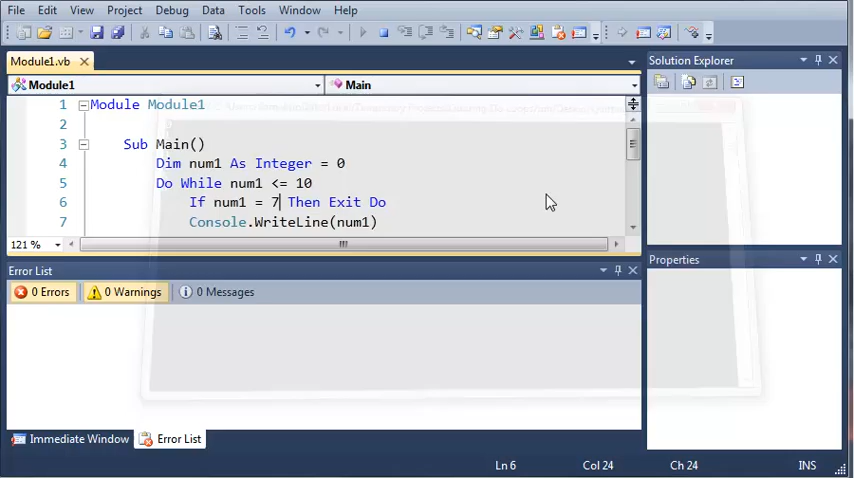 File Edit View Project Debug Data Tools Window Help
Module1.vb
Module1 Main
1 Module Module1
2
3 Sub Main()
4 Dim num1 As Integer = 0
5 Do While num1 <= 10
6 If num1 = 7 Then Exit Do
7 Console.WriteLine(num1)
121 %
Solution Explorer
Properties
Error List
0 Errors 0 Warnings 0 Messages
Immediate Window Error List
Ln 6 Col 24 Ch 24 INS